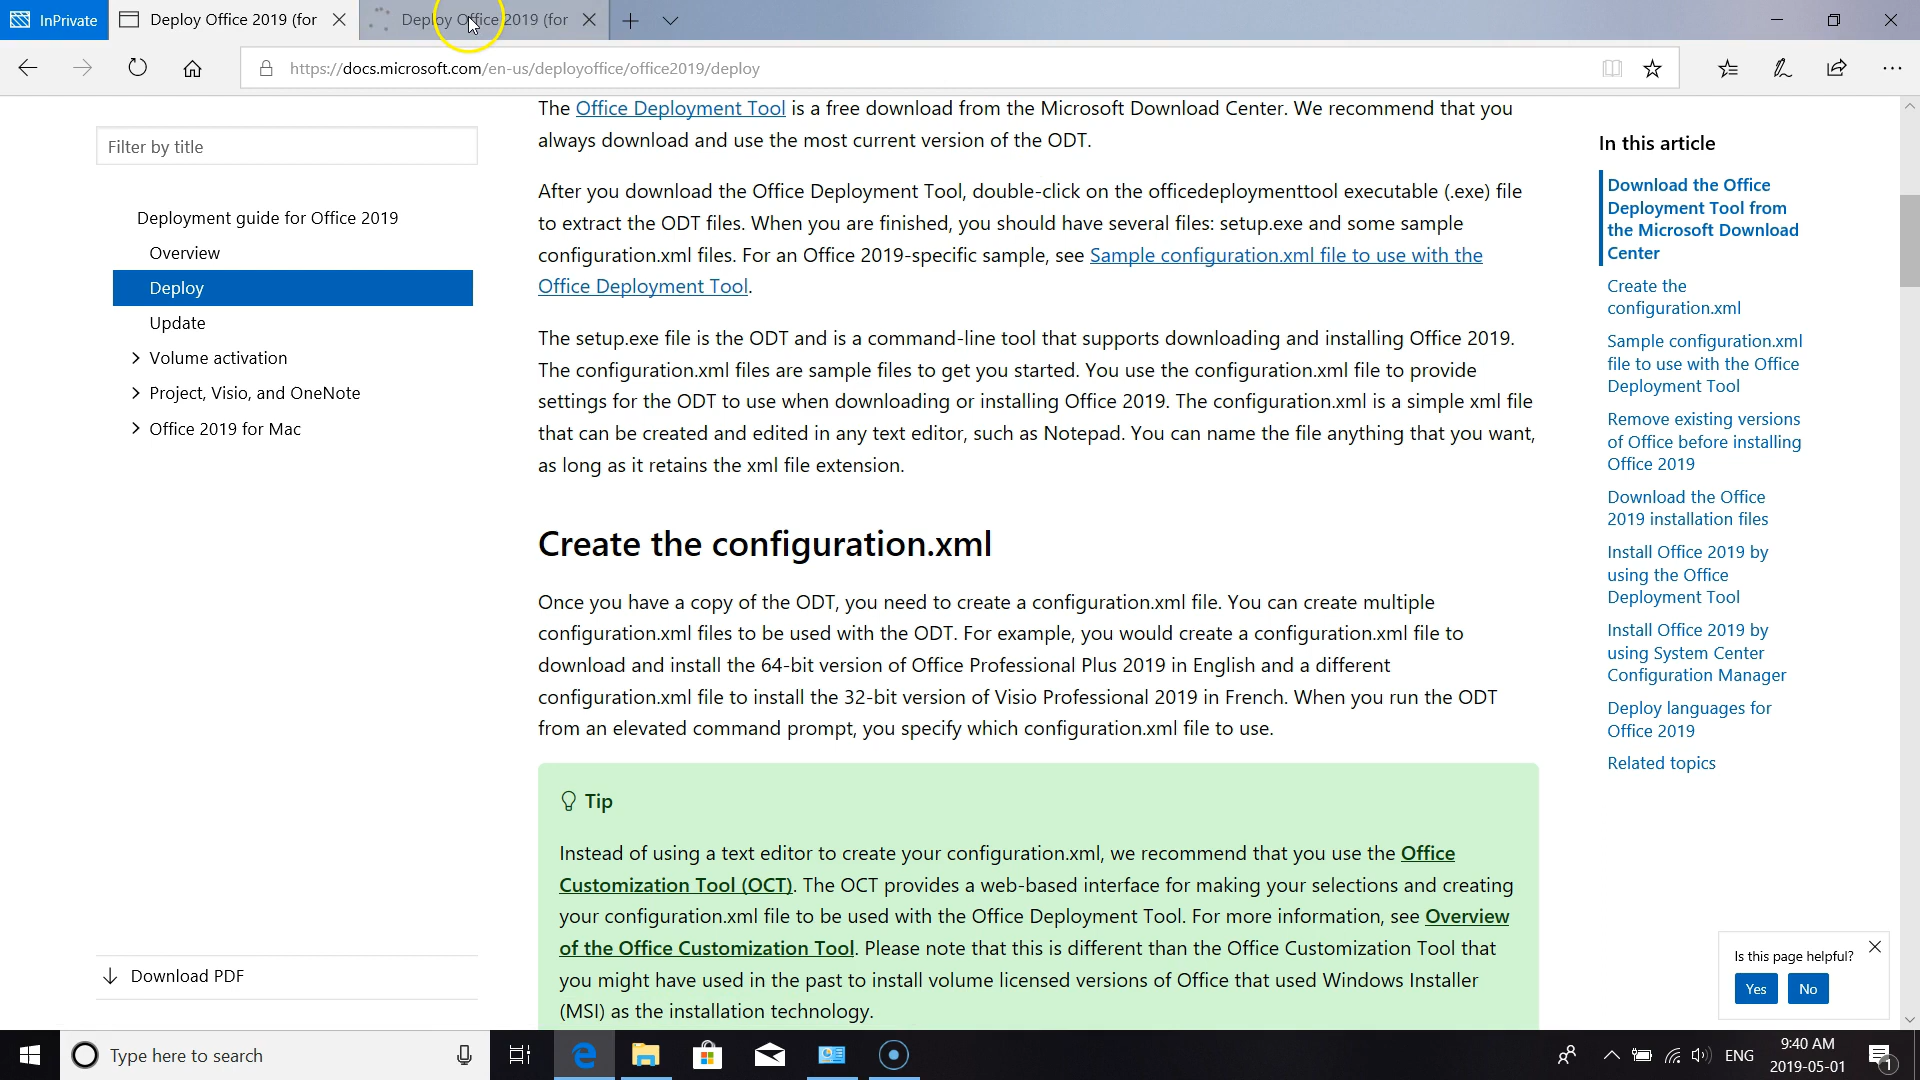 InPrivate
Deploy Office 2019 (for
Deploy Office 2019 (for
https://docs.microsoft.com/en-us/deployoffice/office2019/deploy
Filter by title
Deployment guide for Office 2019
Overview
Deploy
Update
Volume activation
Project, Visio, and OneNote
Office 2019 for Mac
Download PDF
The Office Deployment Tool is a free download from the Microsoft Download Center. We recommend that you
always download and use the most current version of the ODT.
After you download the Office Deployment Tool, double-click on the officedeploymenttool executable (.exe) file
to extract the ODT files. When you are finished, you should have several files: setup.exe and some sample
configuration.xml files. For an Office 2019-specific sample, see Sample configuration.xml file to use with the
Office Deployment Tool.
The setup.exe file is the ODT and is a command-line tool that supports downloading and installing Office 2019.
The configuration.xml files are sample files to get you started. You use the configuration.xml file to provide
settings for the ODT to use when downloading or installing Office 2019. The configuration.xml is a simple xml file
that can be created and edited in any text editor, such as Notepad. You can name the file anything that you want,
as long as it retains the xml file extension.
Create the configuration.xml
Once you have a copy of the ODT, you need to create a configuration.xml file. You can create multiple
configuration.xml files to be used with the ODT. For example, you would create a configuration.xml file to
download and install the 64-bit version of Office Professional Plus 2019 in English and a different
configuration.xml file to install the 32-bit version of Visio Professional 2019 in French. When you run the ODT
from an elevated command prompt, you specify which configuration.xml file to use.
Tip
Instead of using a text editor to create your configuration.xml, we recommend that you use the Office
Customization Tool (OCT). The OCT provides a web-based interface for making your selections and creating
your configuration.xml file to be used with the Office Deployment Tool. For more information, see Overview
of the Office Customization Tool. Please note that this is different than the Office Customization Tool that
you might have used in the past to install volume licensed versions of Office that used Windows Installer
(MSI) as the installation technology.
In this article
Download the Office
Deployment Tool from
the Microsoft Download
Center
Create the
configuration.xml
Sample configuration.xml
file to use with the Office
Deployment Tool
Remove existing versions
of Office before installing
Office 2019
Download the Office
2019 installation files
Install Office 2019 by
using the Office
Deployment Tool
Install Office 2019 by
using System Center
Configuration Manager
Deploy languages for
Office 2019
Related topics
Is this page helpful?
Yes
No
Type here to search
ENG
9:40 AM
2019-05-01
1